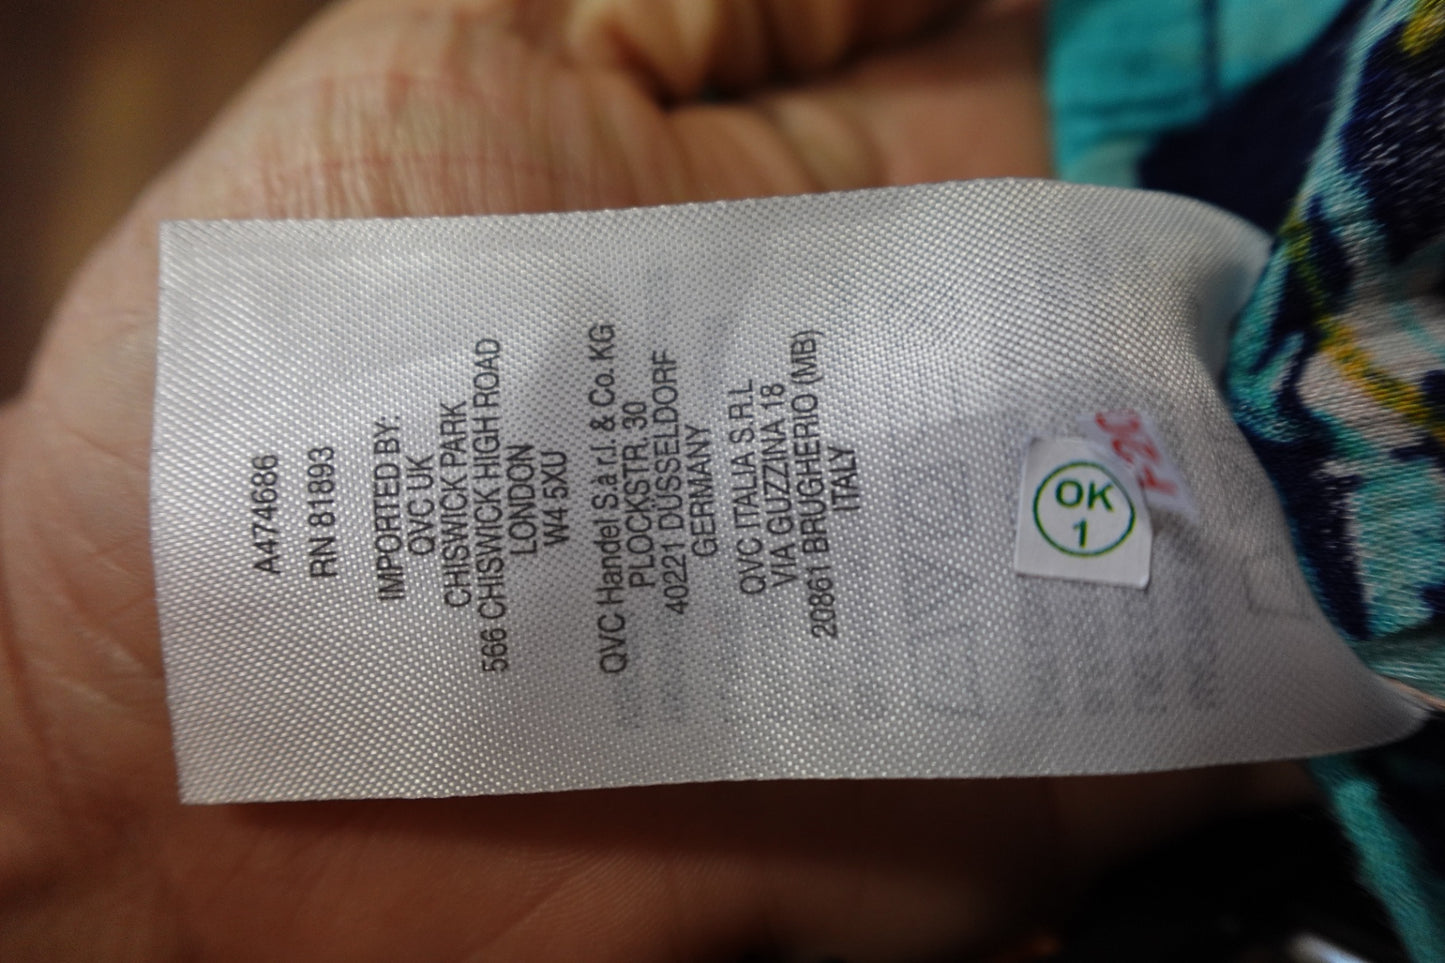 A474686
RN 81893
IMPORTED BY:
QVC UK
CHISWICK PARK
566 CHISWICK HIGH ROAD
LONDON
W4 5XU
QVC Handel S.à r.l. & Co. KG
PLOCKSTR. 30
40221 DÜSSELDORF
GERMANY
QVC ITALIA S.R.L
VIA GUZZINA 18
20861 BRUGHERIO (MB)
ITALY
OK
1